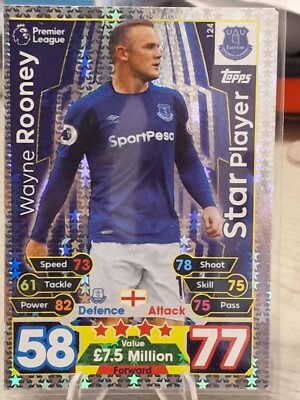 Premier
League
124
Everton
Topps
Wayne Rooney
Star Player
SportPesa
umbro
Speed 73
78 Shoot
61 Tackle
Skill 75
Power 82
75 Pass
Defence
Attack
58
Value
£7.5 Million
77
Forward